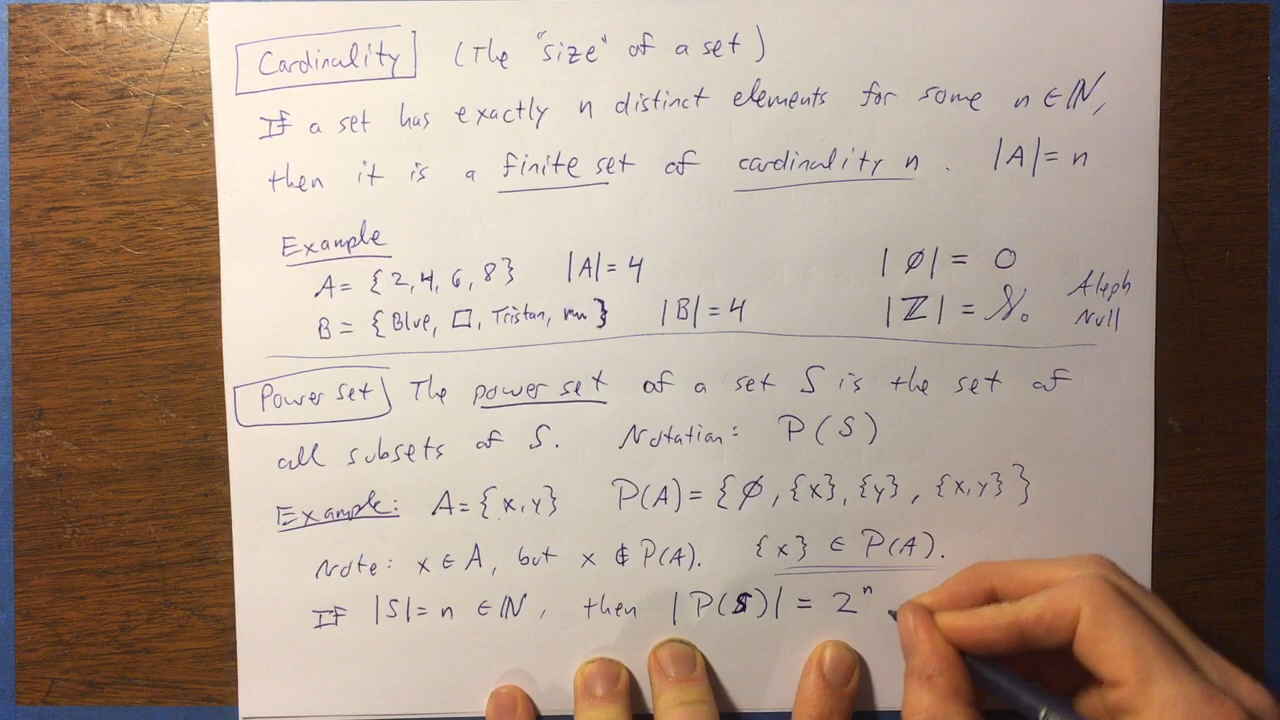 Cardinality (The "size" of a set)
If a set has exactly n distinct elements for some n ∈ ℕ,
then it is a finite set of cardinality n. |A| = n
Example
A = {2, 4, 6, 8} |A| = 4 |∅| = 0
B = {Blue, □, Tristan, } |B| = 4 |ℤ| = ℵ₀ Aleph Null
Power set The power set of a set S is the set of
all subsets of S. Notation: P(S)
Example: A = {x, y} P(A) = {∅, {x}, {y}, {x, y}}
Note: x ∈ A, but x ∉ P(A). {x} ∈ P(A).
If |S| = n ∈ ℕ, then |P(S)| = 2ⁿ